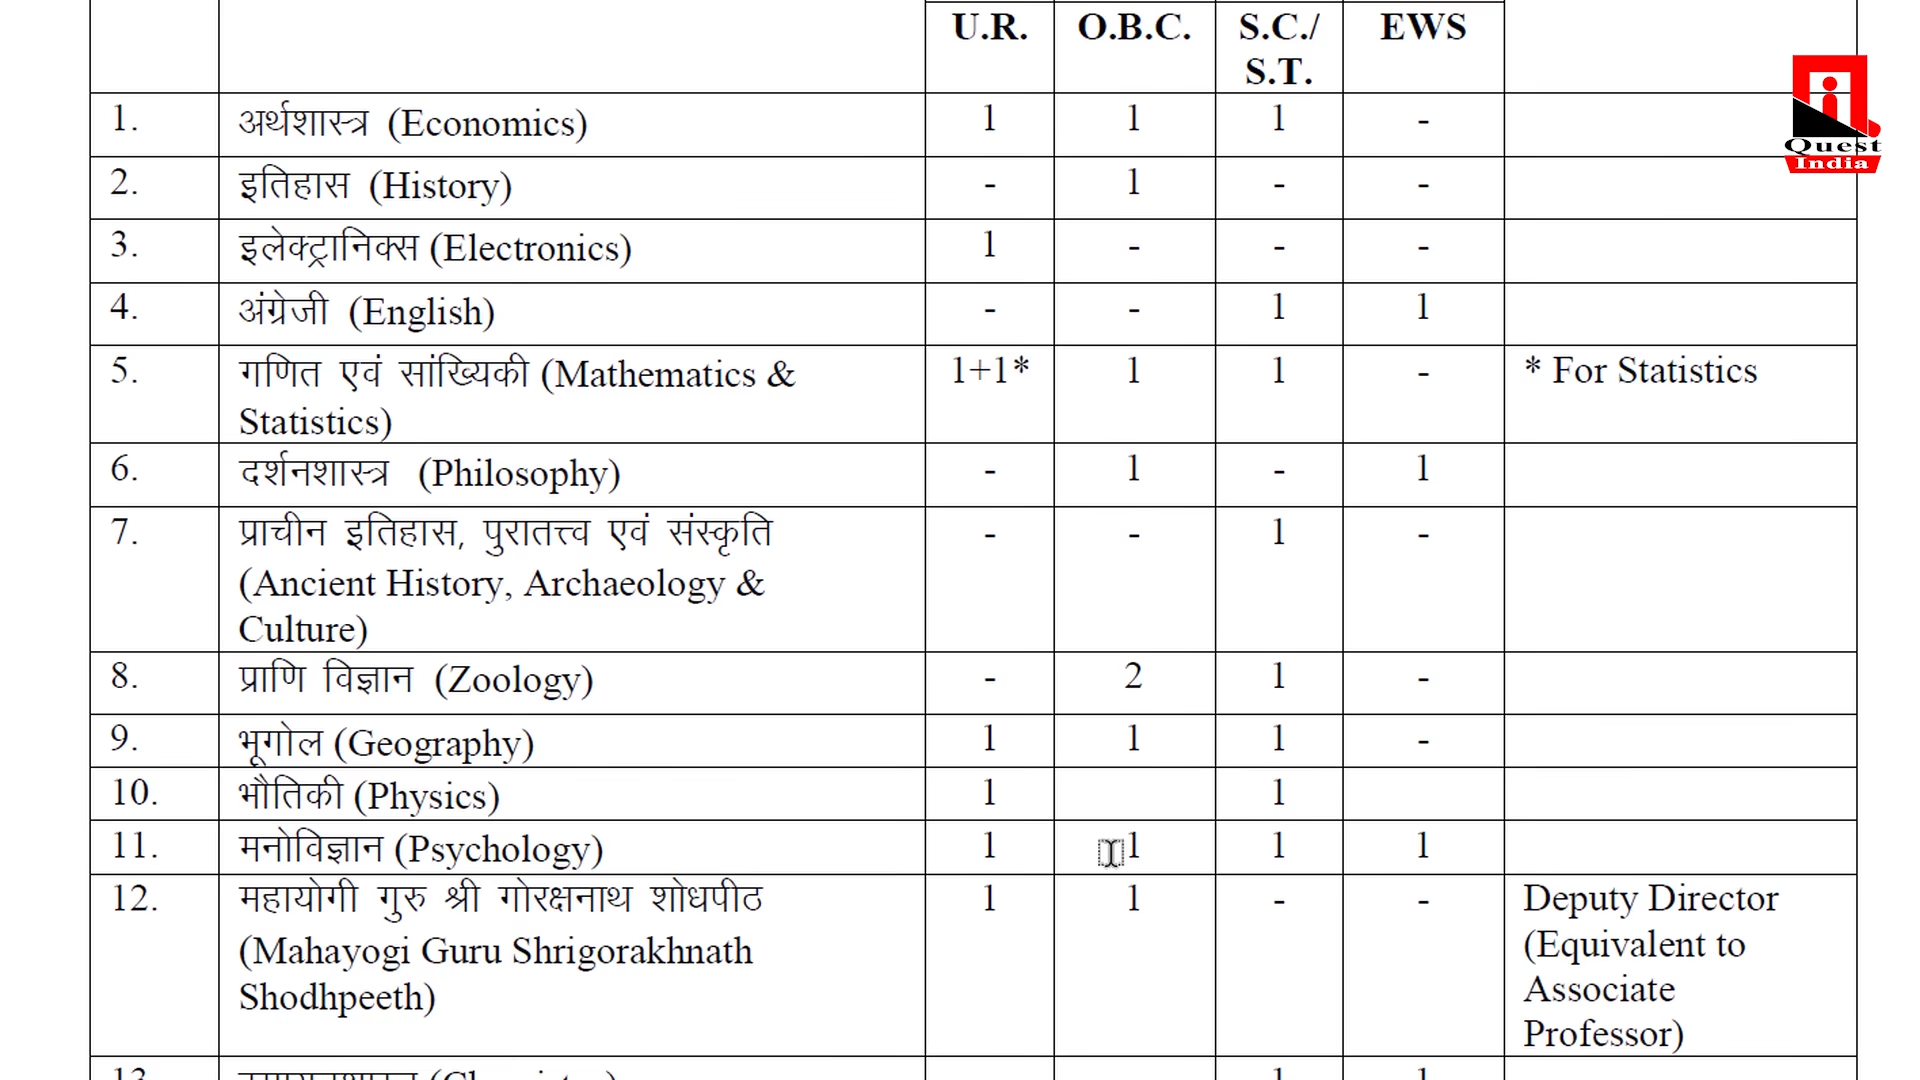 U.R. O.B.C. S.C./ EWS
S.T.
1. अर्थशास्त्र (Economics) 1 1 1 -
2. इतिहास (History) - 1 - -
3. इलेक्ट्रानिक्स (Electronics) 1 - - -
4. अंग्रेजी (English) - - 1 1
5. गणित एवं सांख्यिकी (Mathematics & 1+1* 1 1 - * For Statistics
Statistics)
6. दर्शनशास्त्र (Philosophy) - 1 - 1
7. प्राचीन इतिहास, पुरातत्त्व एवं संस्कृति - - 1 -
(Ancient History, Archaeology &
Culture)
8. प्राणि विज्ञान (Zoology) - 2 1 -
9. भूगोल (Geography) 1 1 1 -
10. भौतिकी (Physics) 1 1
11. मनोविज्ञान (Psychology) 1 1 1 1
12. महायोगी गुरु श्री गोरक्षनाथ शोधपीठ 1 1 - - Deputy Director
(Mahayogi Guru Shrigorakhnath (Equivalent to
Shodhpeeth) Associate
Professor)
Quest
India